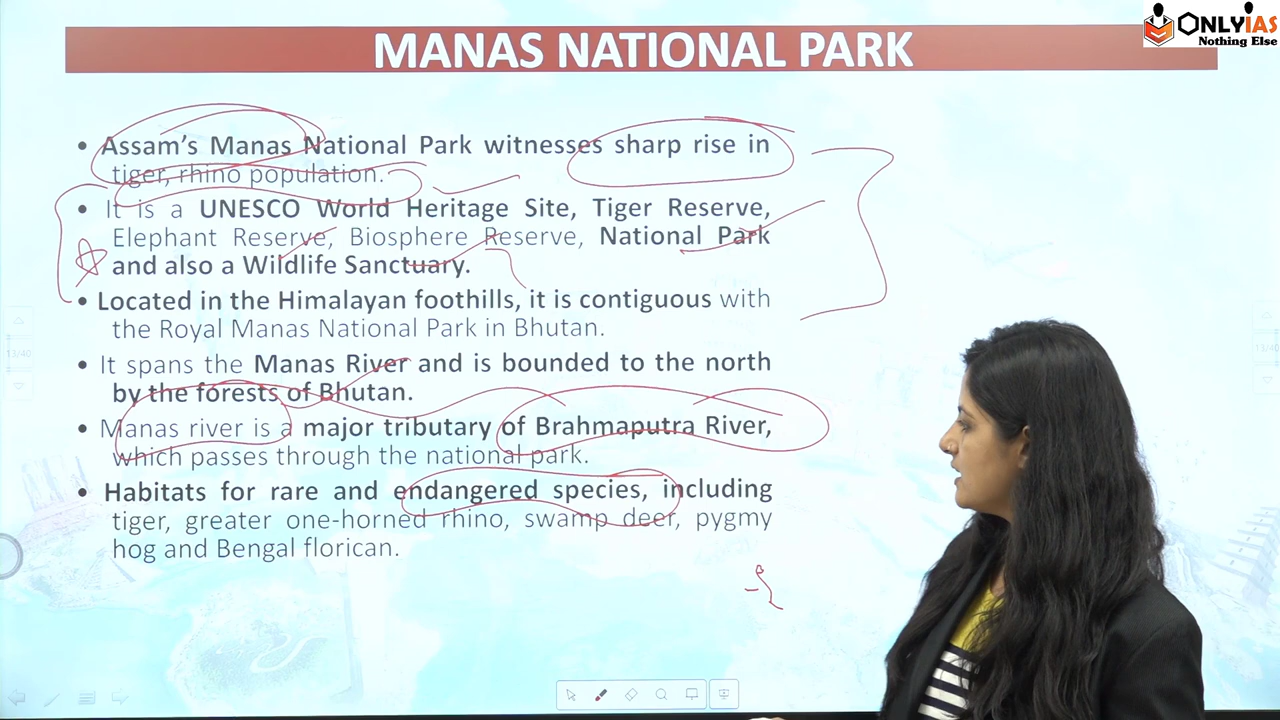 ONLYIAS
Nothing Else
MANAS NATIONAL PARK
• Assam's Manas National Park witnesses sharp rise in
tiger, rhino population.
• It is a UNESCO World Heritage Site, Tiger Reserve,
Elephant Reserve, Biosphere Reserve, National Park
and also a Wildlife Sanctuary.
• Located in the Himalayan foothills, it is contiguous with
the Royal Manas National Park in Bhutan.
• It spans the Manas River and is bounded to the north
by the forests of Bhutan.
• Manas river is a major tributary of Brahmaputra River,
which passes through the national park.
• Habitats for rare and endangered species, including
tiger, greater one-horned rhino, swamp deer, pygmy
hog and Bengal florican.
13/40
13/40